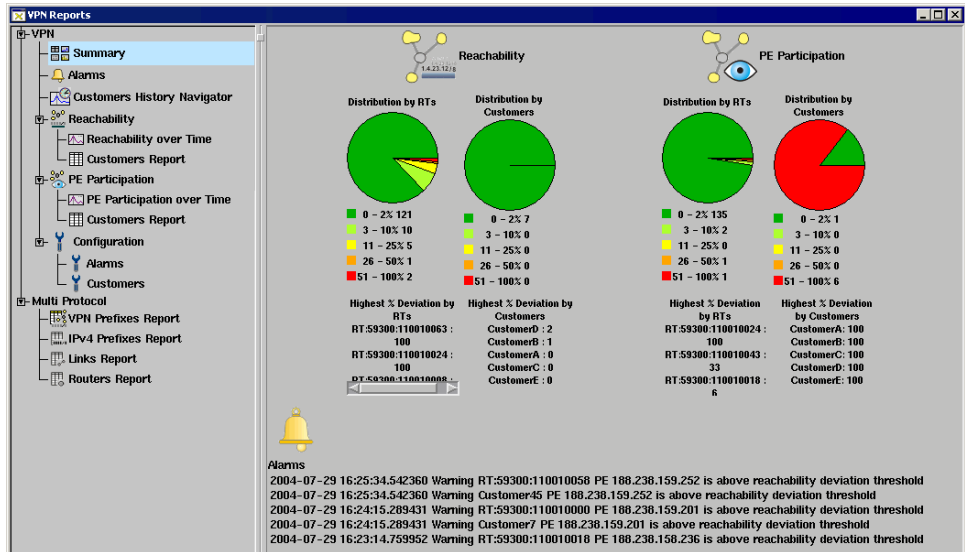 VPN Reports
VPN
Summary
Alarms
Customers History Navigator
Reachability
Reachability over Time
Customers Report
PE Participation
PE Participation over Time
Customers Report
Configuration
Alarms
Customers
Multi Protocol
VPN Prefixes Report
IPv4 Prefixes Report
Links Report
Routers Report
1.4.23.12/8
Reachability
Distribution by RTs
0 - 2% 121
3 - 10% 10
11 - 25% 5
26 - 50% 1
51 - 100% 2
Distribution by
Customers
0 - 2% 7
3 - 10% 0
11 - 25% 0
26 - 50% 0
51 - 100% 0
Highest % Deviation by
RTs
RT:59300:110010063 :
100
RT:59300:110010024 :
100
RT:59300:110010008 :
Highest % Deviation by
Customers
CustomerD : 2
CustomerB : 1
CustomerA : 0
CustomerC : 0
CustomerE : 0
PE Participation
Distribution by RTs
0 - 2% 135
3 - 10% 2
11 - 25% 0
26 - 50% 1
51 - 100% 1
Distribution by
Customers
0 - 2% 1
3 - 10% 0
11 - 25% 0
26 - 50% 0
51 - 100% 6
Highest % Deviation
by RTs
RT:59300:110010024 :
100
RT:59300:110010043 :
33
RT:59300:110010018 :
6
Highest % Deviation
by Customers
CustomerA: 100
CustomerB: 100
CustomerC: 100
CustomerD: 100
CustomerE: 100
Alarms
2004-07-29 16:25:34.542360 Warning RT:59300:110010058 PE 188.238.159.252 is above reachability deviation threshold
2004-07-29 16:25:34.542360 Warning Customer45 PE 188.238.159.252 is above reachability deviation threshold
2004-07-29 16:24:15.289431 Warning RT:59300:110010000 PE 188.238.159.201 is above reachability deviation threshold
2004-07-29 16:24:15.289431 Warning Customer7 PE 188.238.159.201 is above reachability deviation threshold
2004-07-29 16:23:14.759952 Warning RT:59300:110010018 PE 188.238.158.236 is above reachability deviation threshold